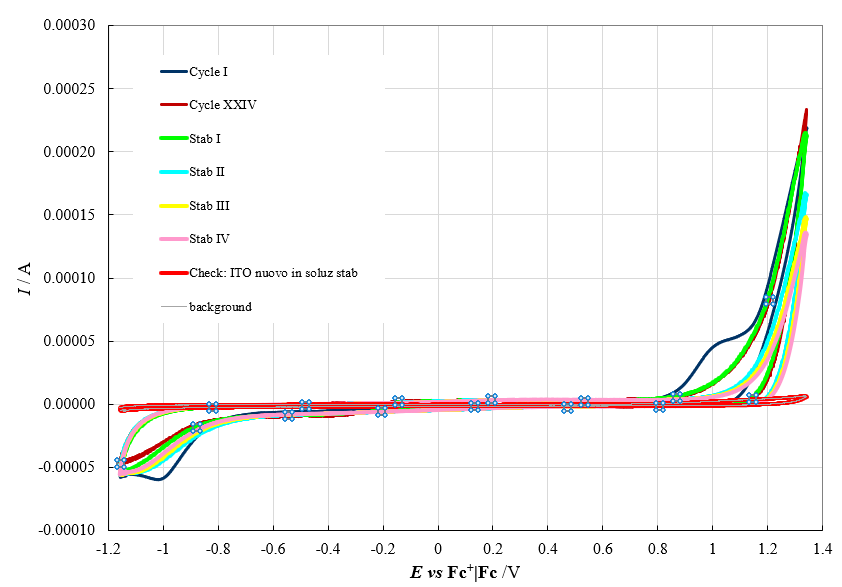 0.00030
0.00025
0.00020
0.00015
0.00010
0.00005
0.00000
-0.00005
-0.00010
I / A
Cycle I
Cycle XXIV
Stab I
Stab II
Stab III
Stab IV
Check: ITO nuovo in soluz stab
background
-1.2 -1 -0.8 -0.6 -0.4 -0.2 0 0.2 0.4 0.6 0.8 1 1.2 1.4
E vs Fc⁺|Fc /V